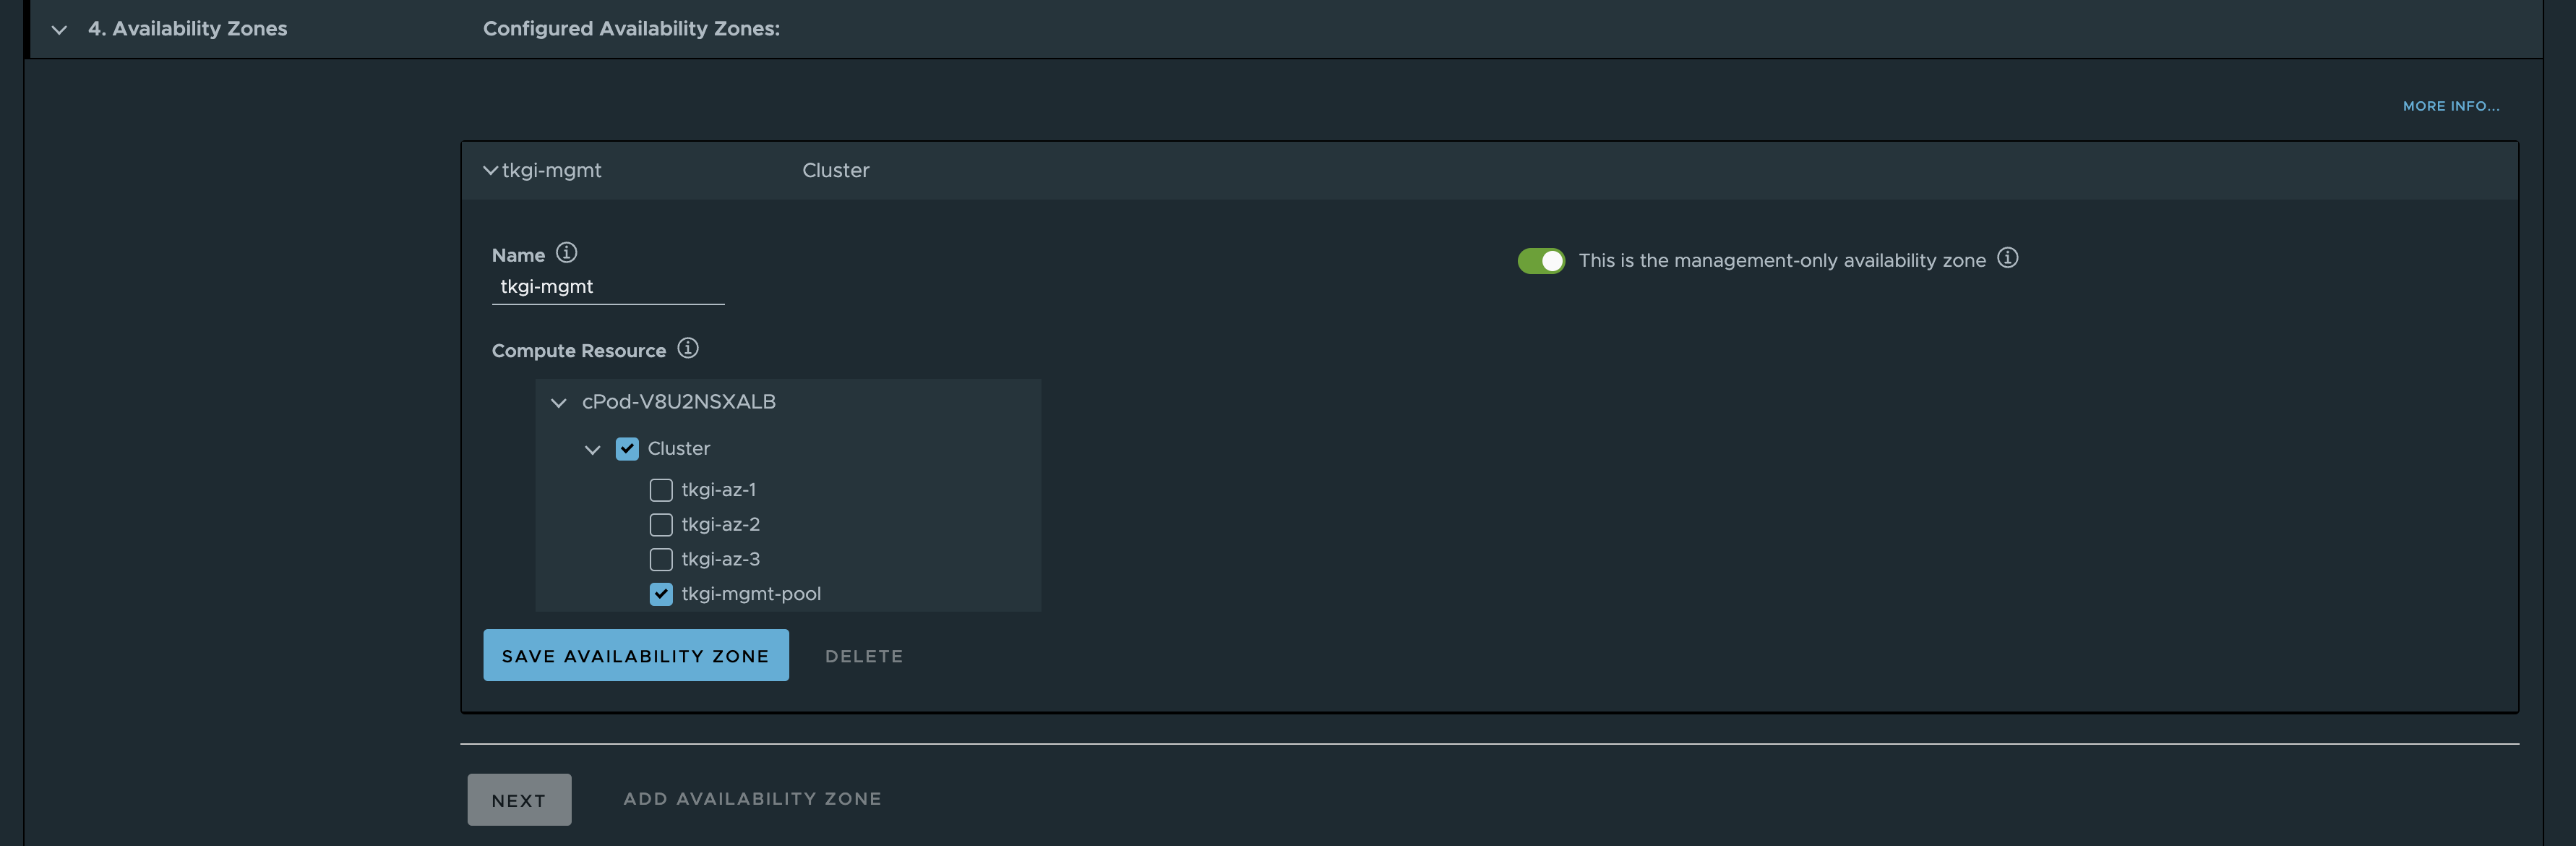 4. Availability Zones Configured Availability Zones:
MORE INFO...
tkgi-mgmt Cluster
Name
This is the management-only availability zone
tkgi-mgmt
Compute Resource
cPod-V8U2NSXALB
Cluster
tkgi-az-1
tkgi-az-2
tkgi-az-3
tkgi-mgmt-pool
SAVE AVAILABILITY ZONE DELETE
NEXT ADD AVAILABILITY ZONE